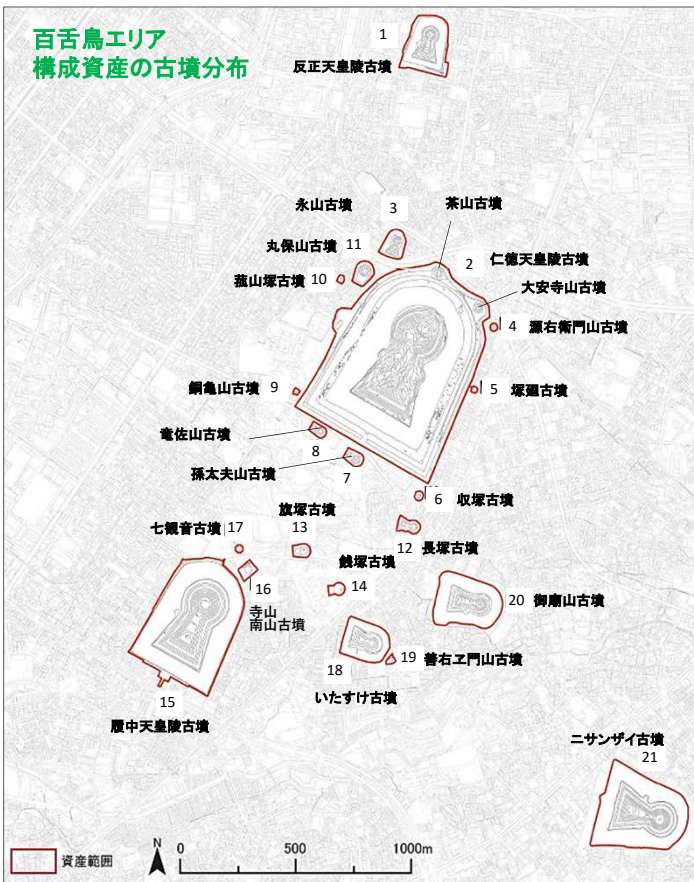 百舌鳥エリア
構成資産の古墳分布
1
反正天皇陵古墳
永山古墳
3
茶山古墳
丸保山古墳
11
2
仁徳天皇陵古墳
菰山塚古墳
10
大安寺山古墳
4
源右衛門山古墳
銅亀山古墳
9
5
塚廻古墳
竜佐山古墳
8
孫太夫山古墳
7
6
収塚古墳
旗塚古墳
13
七観音古墳
17
12
長塚古墳
銭塚古墳
14
16
寺山
南山古墳
20
御廟山古墳
18
19
善右ヱ門山古墳
いたすけ古墳
15
履中天皇陵古墳
ニサンザイ古墳
21
資産範囲
N
0
500
1000m